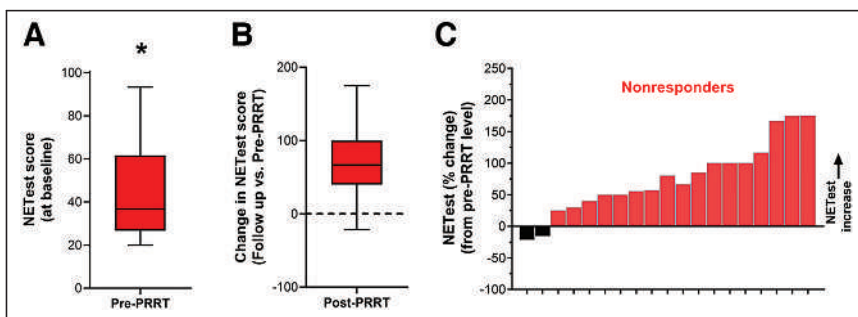 A
*
NETest score
(at baseline)
100
80
60
40
20
0
Pre-PRRT
B
Change in NETest score
(Follow up vs. Pre-PRRT)
200
100
0
-100
Post-PRRT
C
NETest (% change)
(from pre-PRRT level)
250
200
150
100
50
0
-50
-100
Nonresponders
NETest
increase